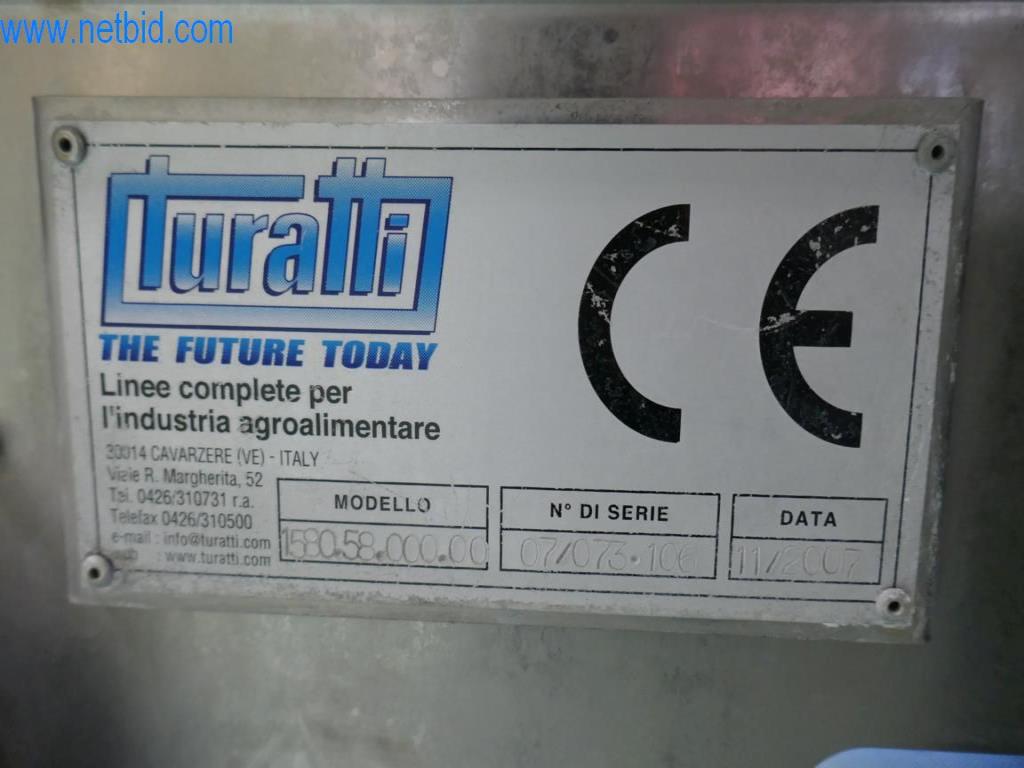 www.netbid.com
turatti
THE FUTURE TODAY
Linee complete per
l'industria agroalimentare
30014 CAVARZERE (VE) - ITALY
Viale R. Margherita, 52
Tel. 0426/310731 r.a.
Telefax 0426/310500
e-mail : info@turatti.com
web : www.turatti.com
CE
MODELLO
1580.58.000.00
N° DI SERIE
07/073.106
DATA
11/2007